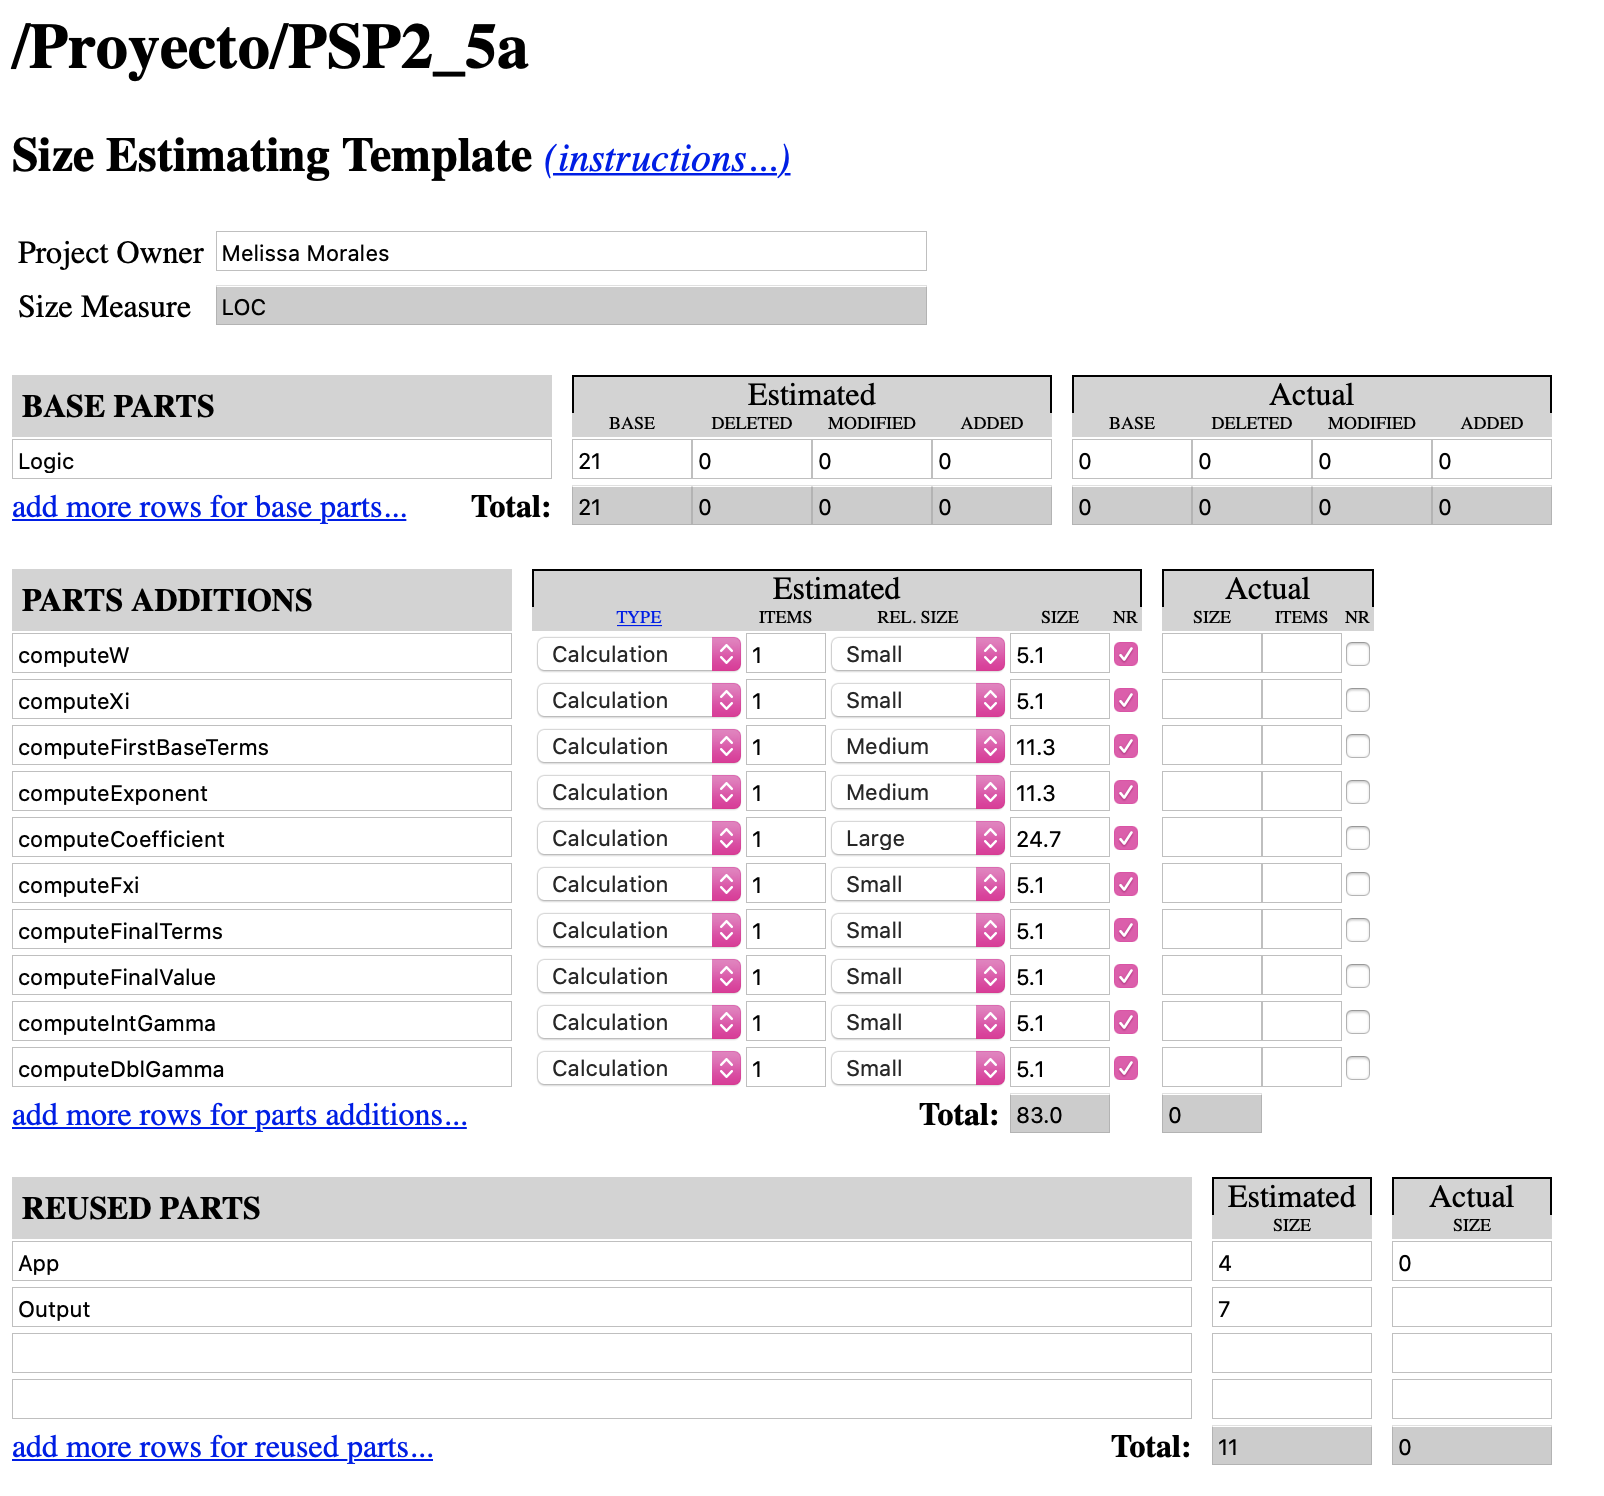 /Proyecto/PSP2_5a
Size Estimating Template (instructions...)
Project Owner Melissa Morales
Size Measure LOC
BASE PARTS Estimated Actual
BASE DELETED MODIFIED ADDED BASE DELETED MODIFIED ADDED
Logic 21 0 0 0 0 0 0 0
add more rows for base parts... Total: 21 0 0 0 0 0 0 0
PARTS ADDITIONS Estimated Actual
TYPE ITEMS REL. SIZE SIZE NR SIZE ITEMS NR
computeW Calculation 1 Small 5.1
computeXi Calculation 1 Small 5.1
computeFirstBaseTerms Calculation 1 Medium 11.3
computeExponent Calculation 1 Medium 11.3
computeCoefficient Calculation 1 Large 24.7
computeFxi Calculation 1 Small 5.1
computeFinalTerms Calculation 1 Small 5.1
computeFinalValue Calculation 1 Small 5.1
computeIntGamma Calculation 1 Small 5.1
computeDblGamma Calculation 1 Small 5.1
add more rows for parts additions... Total: 83.0 0
REUSED PARTS Estimated Actual
SIZE SIZE
App 4 0
Output 7
add more rows for reused parts... Total: 11 0